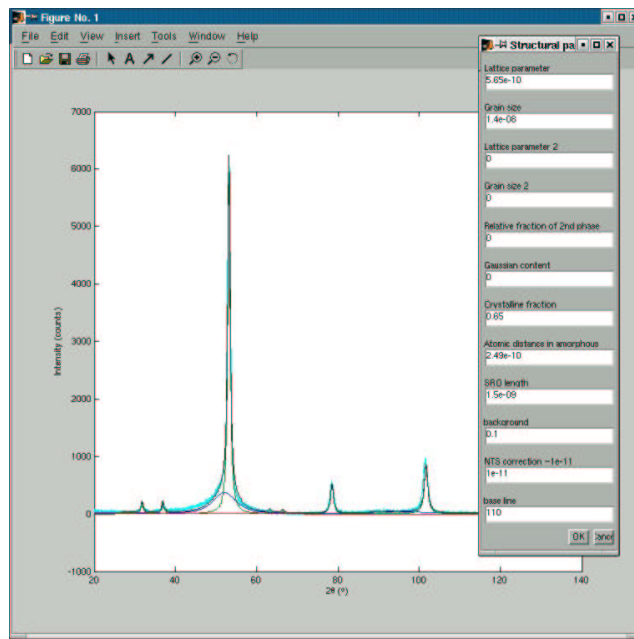 Figure No. 1
File Edit View Insert Tools Window Help
7000
6000
5000
4000
3000
2000
1000
0
-1000
Intensity (counts)
20 40 60 80 100 120 140
2θ (°)
Structural pa
Lattice parameter
5.65e-10
Grain size
1.4e-08
Lattice parameter 2
0
Grain size 2
0
Relative fraction of 2nd phase
0
Gaussian content
0
Crystalline fraction
0.65
Atomic distance in amorphous
2.49e-10
SRO length
1.5e-09
background
0.1
NTS correction ~1e-11
1e-11
base line
110
OK